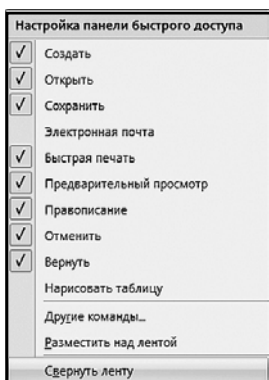 Настройка панели быстрого доступа
Создать
Открыть
Сохранить
Электронная почта
Быстрая печать
Предварительный просмотр
Правописание
Отменить
Вернуть
Нарисовать таблицу
Другие команды...
Разместить над лентой
Свернуть ленту